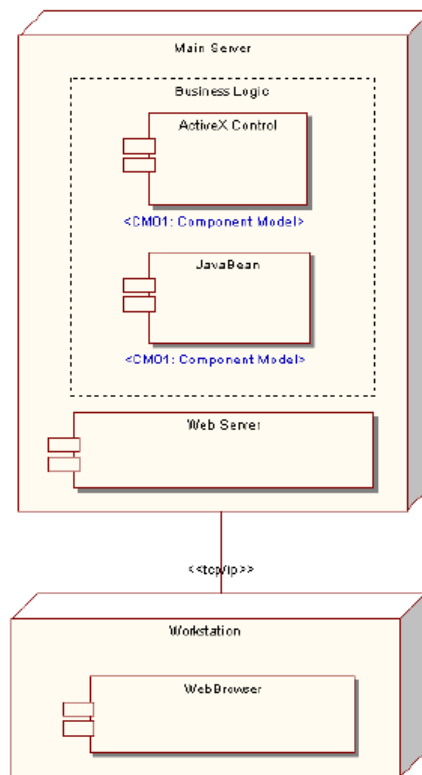 Main Server
Business Logic
ActiveX Control
<CM01: Component Model>
JavaBean
<CM01: Component Model>
Web Server
<<tcp/ip>>
Workstation
WebBrowser